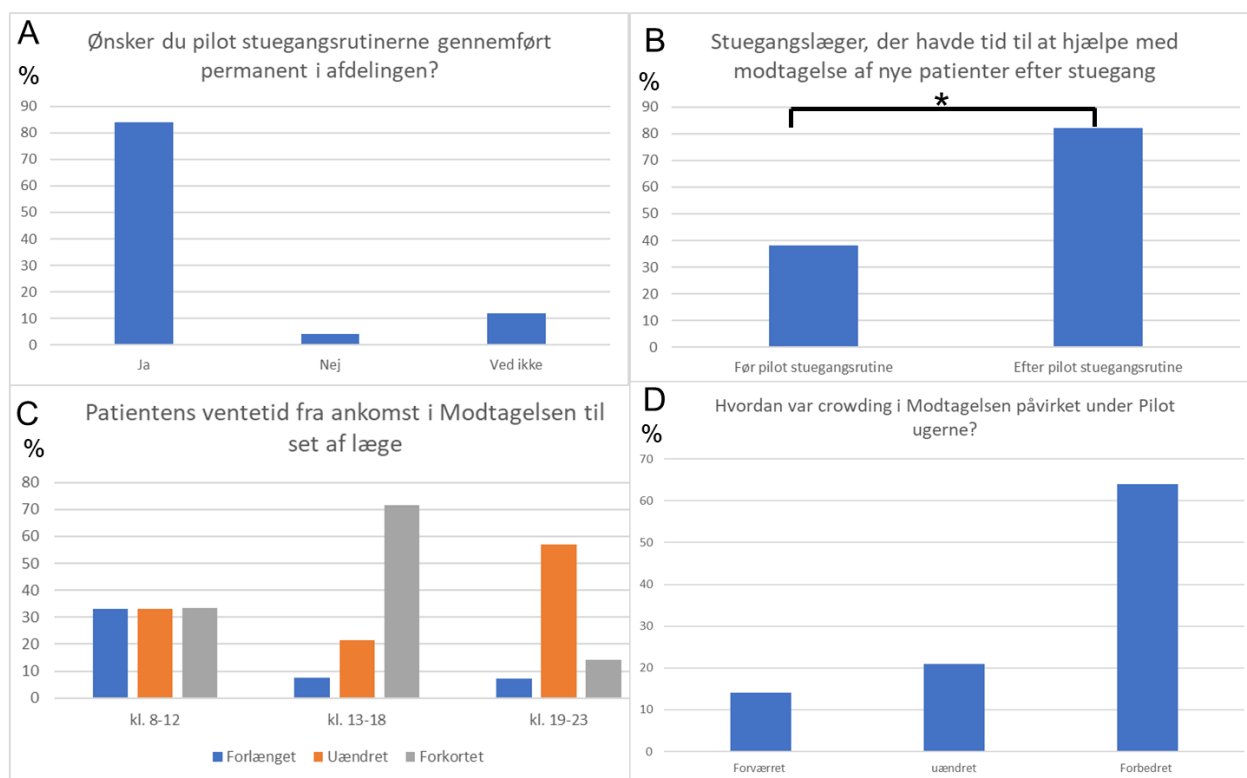 A
Ønsker du pilot stuegangsrutinerne gennemført
permanent i afdelingen?
%
90
80
70
60
50
40
30
20
10
0
Ja
Nej
Ved ikke
B
Stuegangslæger, der havde tid til at hjælpe med
modtagelse af nye patienter efter stuegang
%
*
90
80
70
60
50
40
30
20
10
0
Før pilot stuegangsrutine
Efter pilot stuegangsrutine
C
Patientens ventetid fra ankomst i Modtagelsen til
set af læge
%
80
70
60
50
40
30
20
10
0
kl. 8-12
kl. 13-18
kl. 19-23
Forlænget
Uændret
Forkortet
D
Hvordan var crowding i Modtagelsen påvirket under Pilot
ugerne?
%
70
60
50
40
30
20
10
0
Forværret
uændret
Forbedret